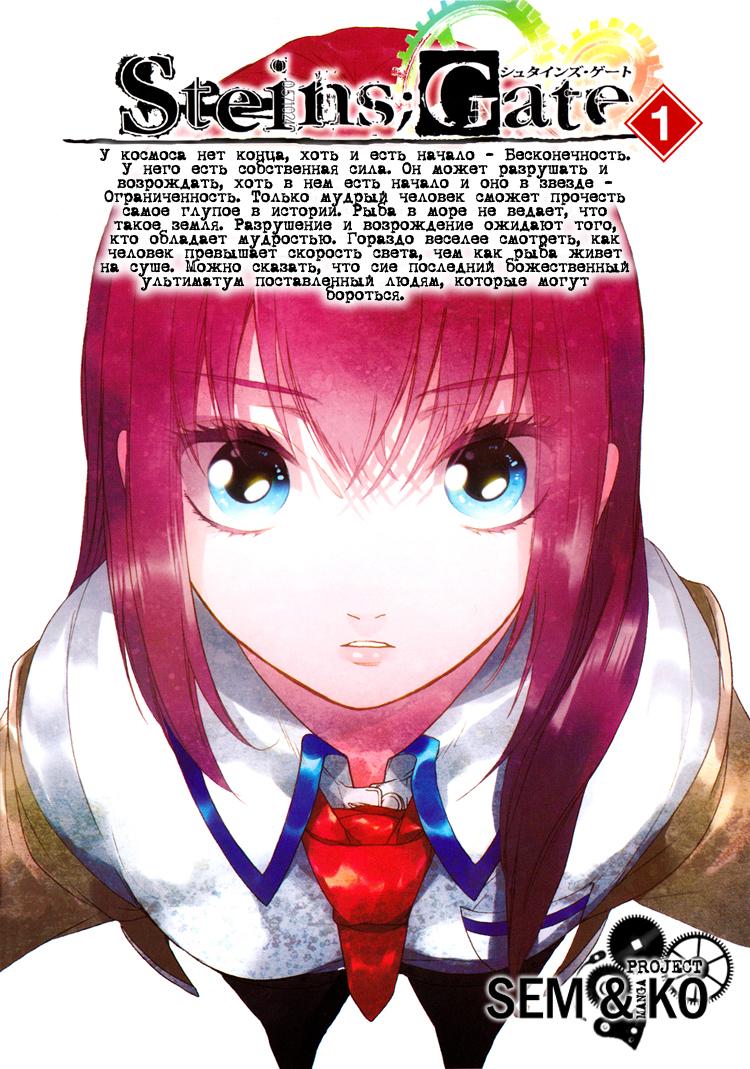 Steins;Gate
シュタインズ・ゲート
1
У космоса нет конца, хоть и есть начало - Бесконечность.
У него есть собственная сила. Он может разрушать и
возрождать, хоть в нем есть начало и оно в звезде -
Ограниченность. Только мудрый человек сможет прочесть
самое глупое в истории. Рыба в море не ведает, что
такое земля. Разрушение и возрождение ожидают того,
кто обладает мудростью. Гораздо веселее смотреть, как
человек превышает скорость света, чем как рыба живет
на суше. Можно сказать, что сие последний божественный
ультиматум поставленный людям, которые могут
бороться.
PROJECT
SEM & KO
MANGA